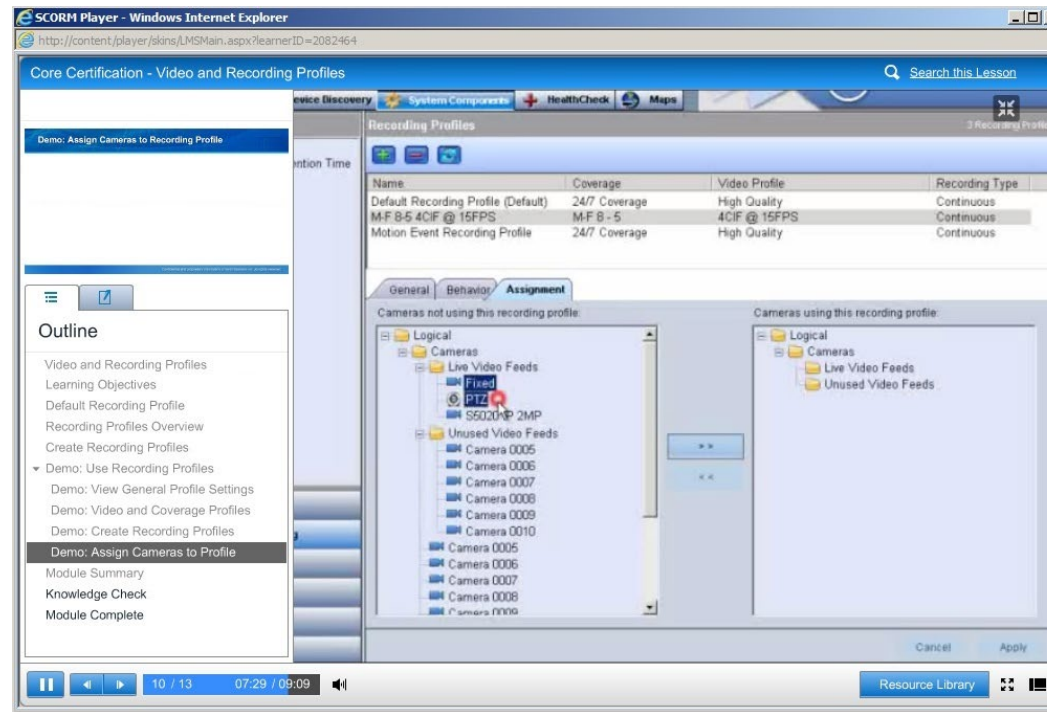 SCORM Player - Windows Internet Explorer
http://content/player/skins/LMSMain.aspx?learnerID=2082464
Core Certification - Video and Recording Profiles
Search this Lesson
evice Discovery System Components HealthCheck Maps
Demo: Assign Cameras to Recording Profile
ention Time
Recording Profiles
3 Recording Profile
Name Coverage Video Profile Recording Type
Default Recording Profile (Default) 24/7 Coverage High Quality Continuous
M-F 8-5 4CIF @ 15FPS M-F 8 - 5 4CIF @ 15FPS Continuous
Motion Event Recording Profile 24/7 Coverage High Quality Continuous
General Behavior Assignment
Cameras not using this recording profile:
Logical
Cameras
Live Video Feeds
Fixed
PTZ
2MP
Unused Video Feeds
Camera 0005
Camera 0006
Camera 0007
Camera 0008
Camera 0009
Camera 0010
Camera 0005
Camera 0006
Camera 0007
Camera 0008
Camera 0009
>>
<<
Cameras using this recording profile:
Logical
Cameras
Live Video Feeds
Unused Video Feeds
Cancel Apply
Outline
Video and Recording Profiles
Learning Objectives
Default Recording Profile
Recording Profiles Overview
Create Recording Profiles
Demo: Use Recording Profiles
Demo: View General Profile Settings
Demo: Video and Coverage Profiles
Demo: Create Recording Profiles
Demo: Assign Cameras to Profile
Module Summary
Knowledge Check
Module Complete
10 / 13 07:29 / 09:09
Resource Library